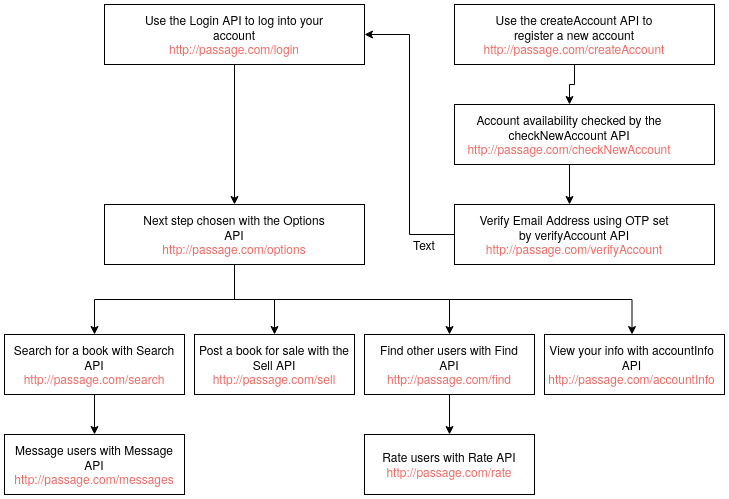 Use the Login API to log into your
account
http://passage.com/login
Use the createAccount API to
register a new account
http://passage.com/createAccount
Account availability checked by the
checkNewAccount API
http://passage.com/checkNewAccount
Next step chosen with the Options
API
http://passage.com/options
Verify Email Address using OTP set
by verifyAccount API
http://passage.com/verifyAccount
Text
Search for a book with Search
API
http://passage.com/search
Post a book for sale with the
Sell API
http://passage.com/sell
Find other users with Find
API
http://passage.com/find
View your info with accountInfo
API
http://passage.com/accountInfo
Message users with Message
API
http://passage.com/messages
Rate users with Rate API
http://passage.com/rate